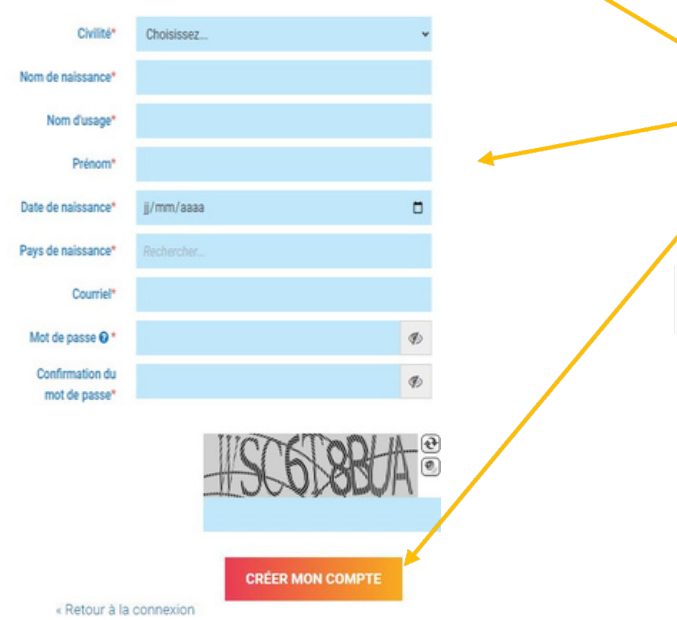 Civilité* Choisissez...
Nom de naissance*
Nom d'usage*
Prénom*
Date de naissance* jj/mm/aaaa
Pays de naissance* Rechercher...
Courriel*
Mot de passe ? *
Confirmation du
mot de passe*
CRÉER MON COMPTE
« Retour à la connexion